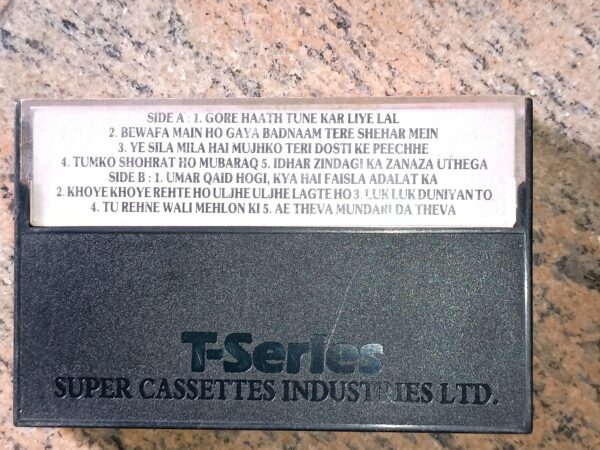 SIDE A : 1. GORE HAATH TUNE KAR LIYE LAL
2. BEWAFA MAIN HO GAYA BADNAAM TERE SHEHAR MEIN
3. YE SILA MILA HAI MUJHKO TERI DOSTI KE PEECHHE
4. TUMKO SHOHRAT HO MUBARAQ 5. IDHAR ZINDAGI KA ZANAZA UTHEGA
SIDE B : 1. UMAR QAID HOGI, KYA HAI FAISLA ADALAT KA
2. KHOYE KHOYE REHTE HO ULJHE ULJHE LAGTE HO 3. LUK LUK DUNIYAN TO
4. TU REHNE WALI MEHLON KI 5. AE THEVA MUNDARI DA THEVA
T-Series
SUPER CASSETTES INDUSTRIES LTD.